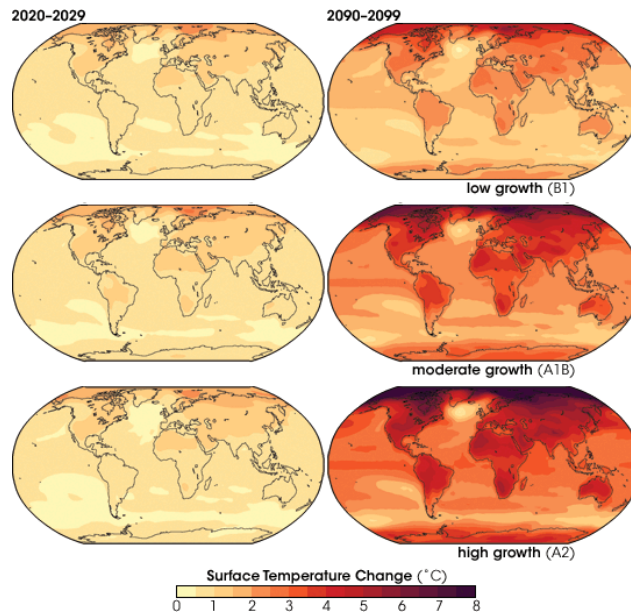 2020–2029 2090–2099
low growth (B1)
moderate growth (A1B)
high growth (A2)
Surface Temperature Change (˚C)
0 1 2 3 4 5 6 7 8